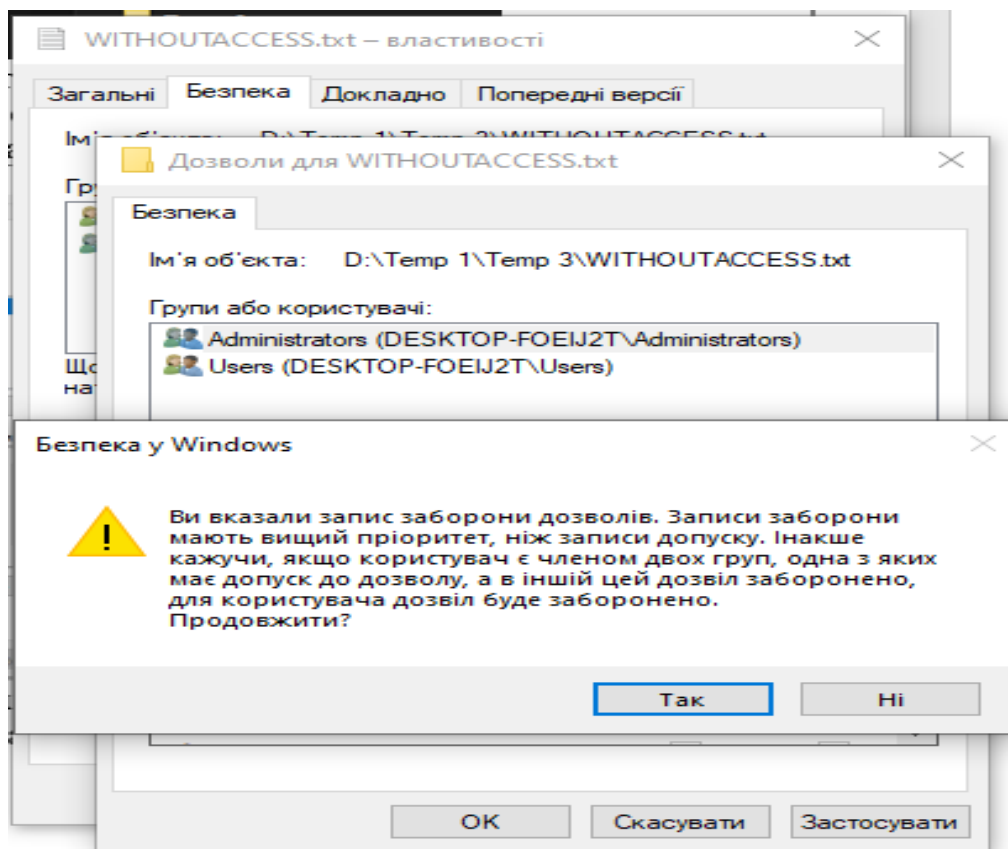 WITHOUTACCESS.txt – властивості
Загальні Безпека Докладно Попередні версії
Дозволи для WITHOUTACCESS.txt
Безпека
Ім'я об'єкта: D:\Temp 1\Temp 3\WITHOUTACCESS.txt
Групи або користувачі:
Administrators (DESKTOP-FOEIJ2T\Administrators)
Users (DESKTOP-FOEIJ2T\Users)
Безпека у Windows
Ви вказали запис заборони дозволів. Записи заборони
мають вищий пріоритет, ніж записи допуску. Інакше
кажучи, якщо користувач є членом двох груп, одна з яких
має допуск до дозволу, а в іншій цей дозвіл заборонено,
для користувача дозвіл буде заборонено.
Продовжити?
Так Ні
ОК Скасувати Застосувати